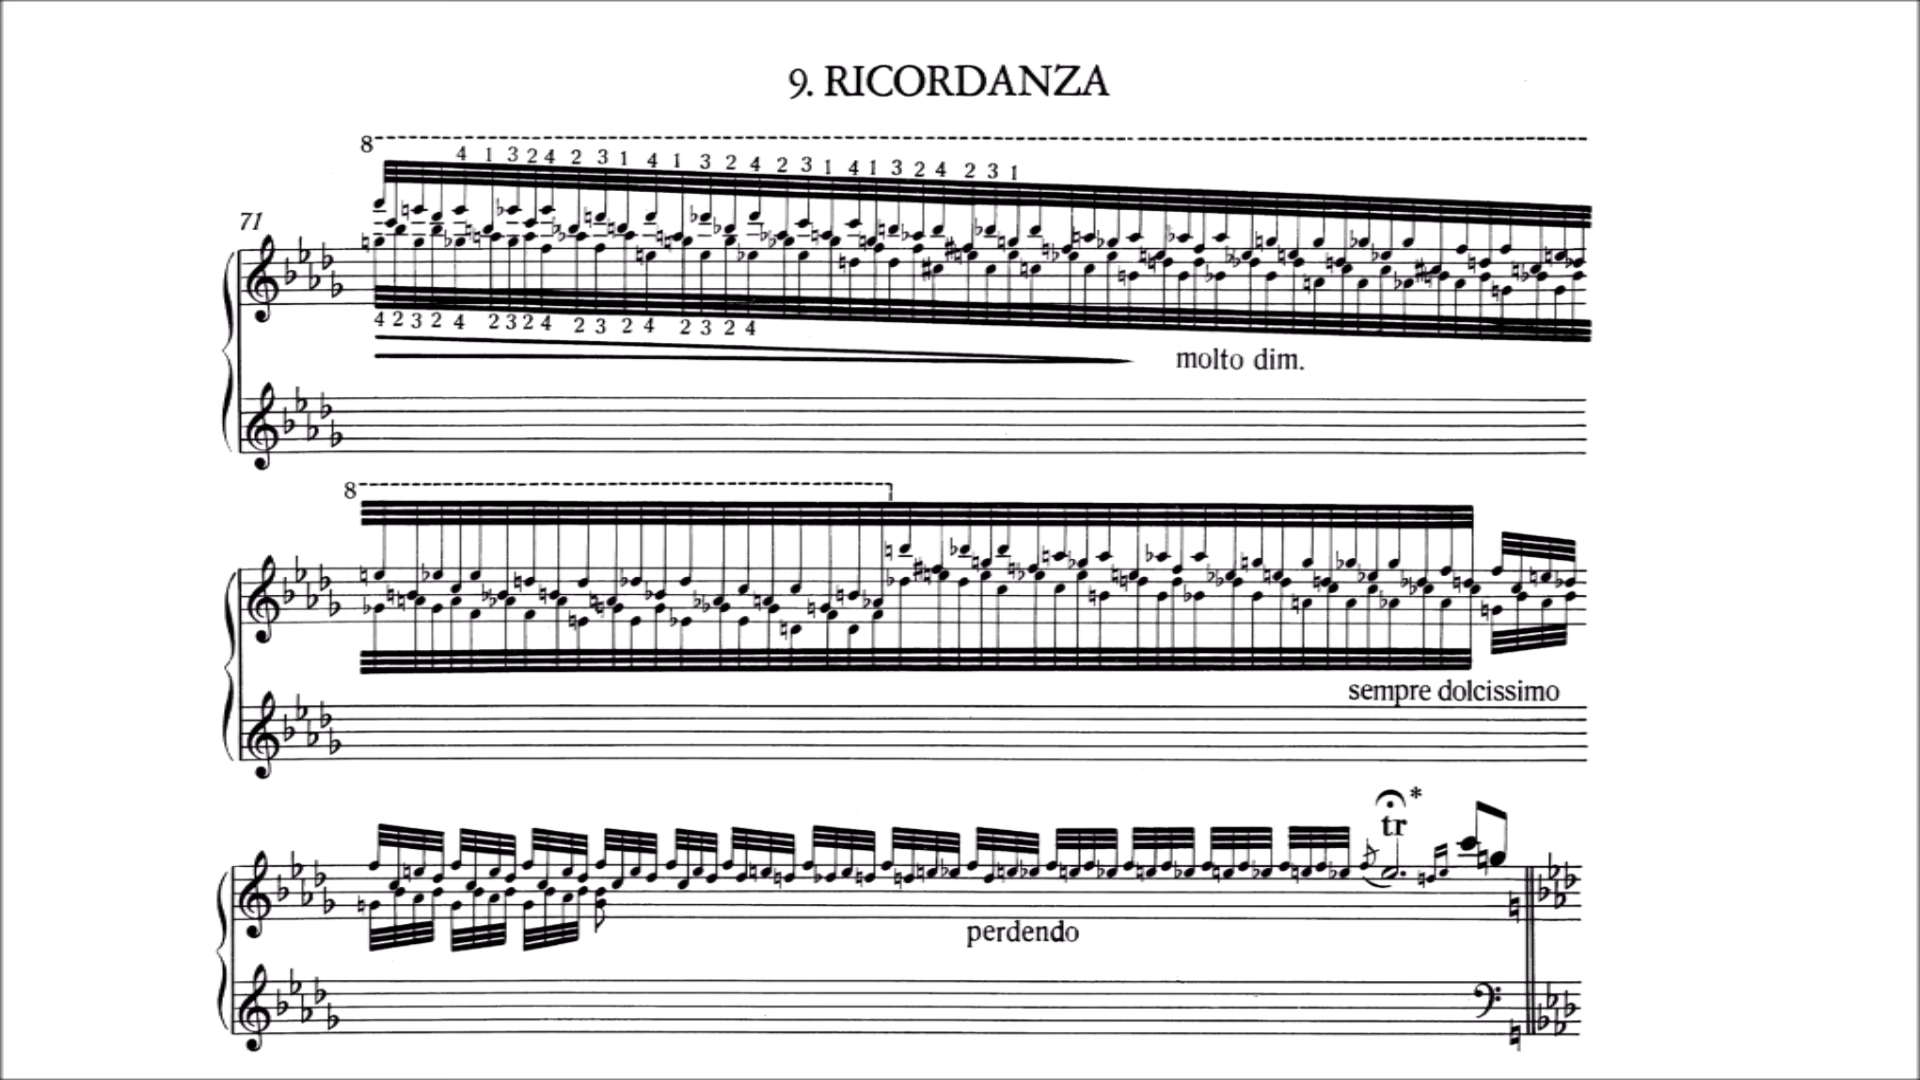 9. RICORDANZA
8
4 1 3 2 4 2 3 1 4 1 3 2 4 2 3 1 4 1 3 2 4 2 3 1
71
4 2 3 2 4 2 3 2 4 2 3 2 4 2 3 2 4
molto dim.
8
sempre dolcissimo
*
tr
perdendo